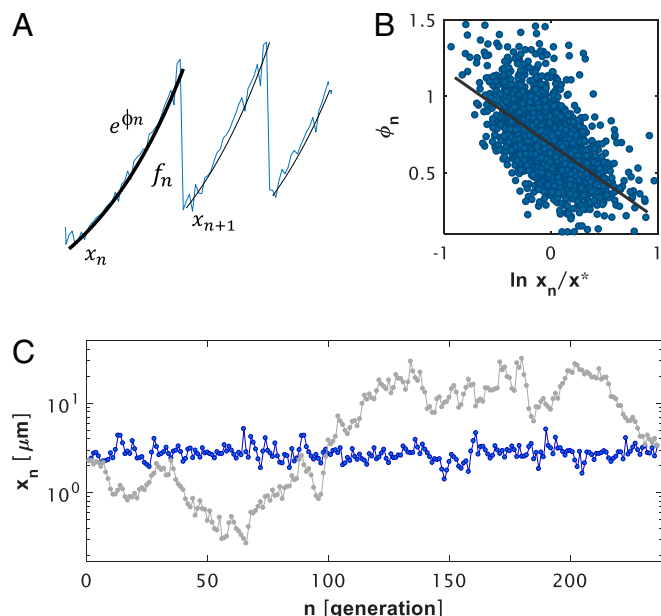 A
e^ϕn
f_n
x_n
x_{n+1}
B
1.5
1
0.5
ϕ_n
-1
0
1
ln x_n/x*
C
10^1
10^0
x_n [μm]
0
50
100
150
200
n [generation]